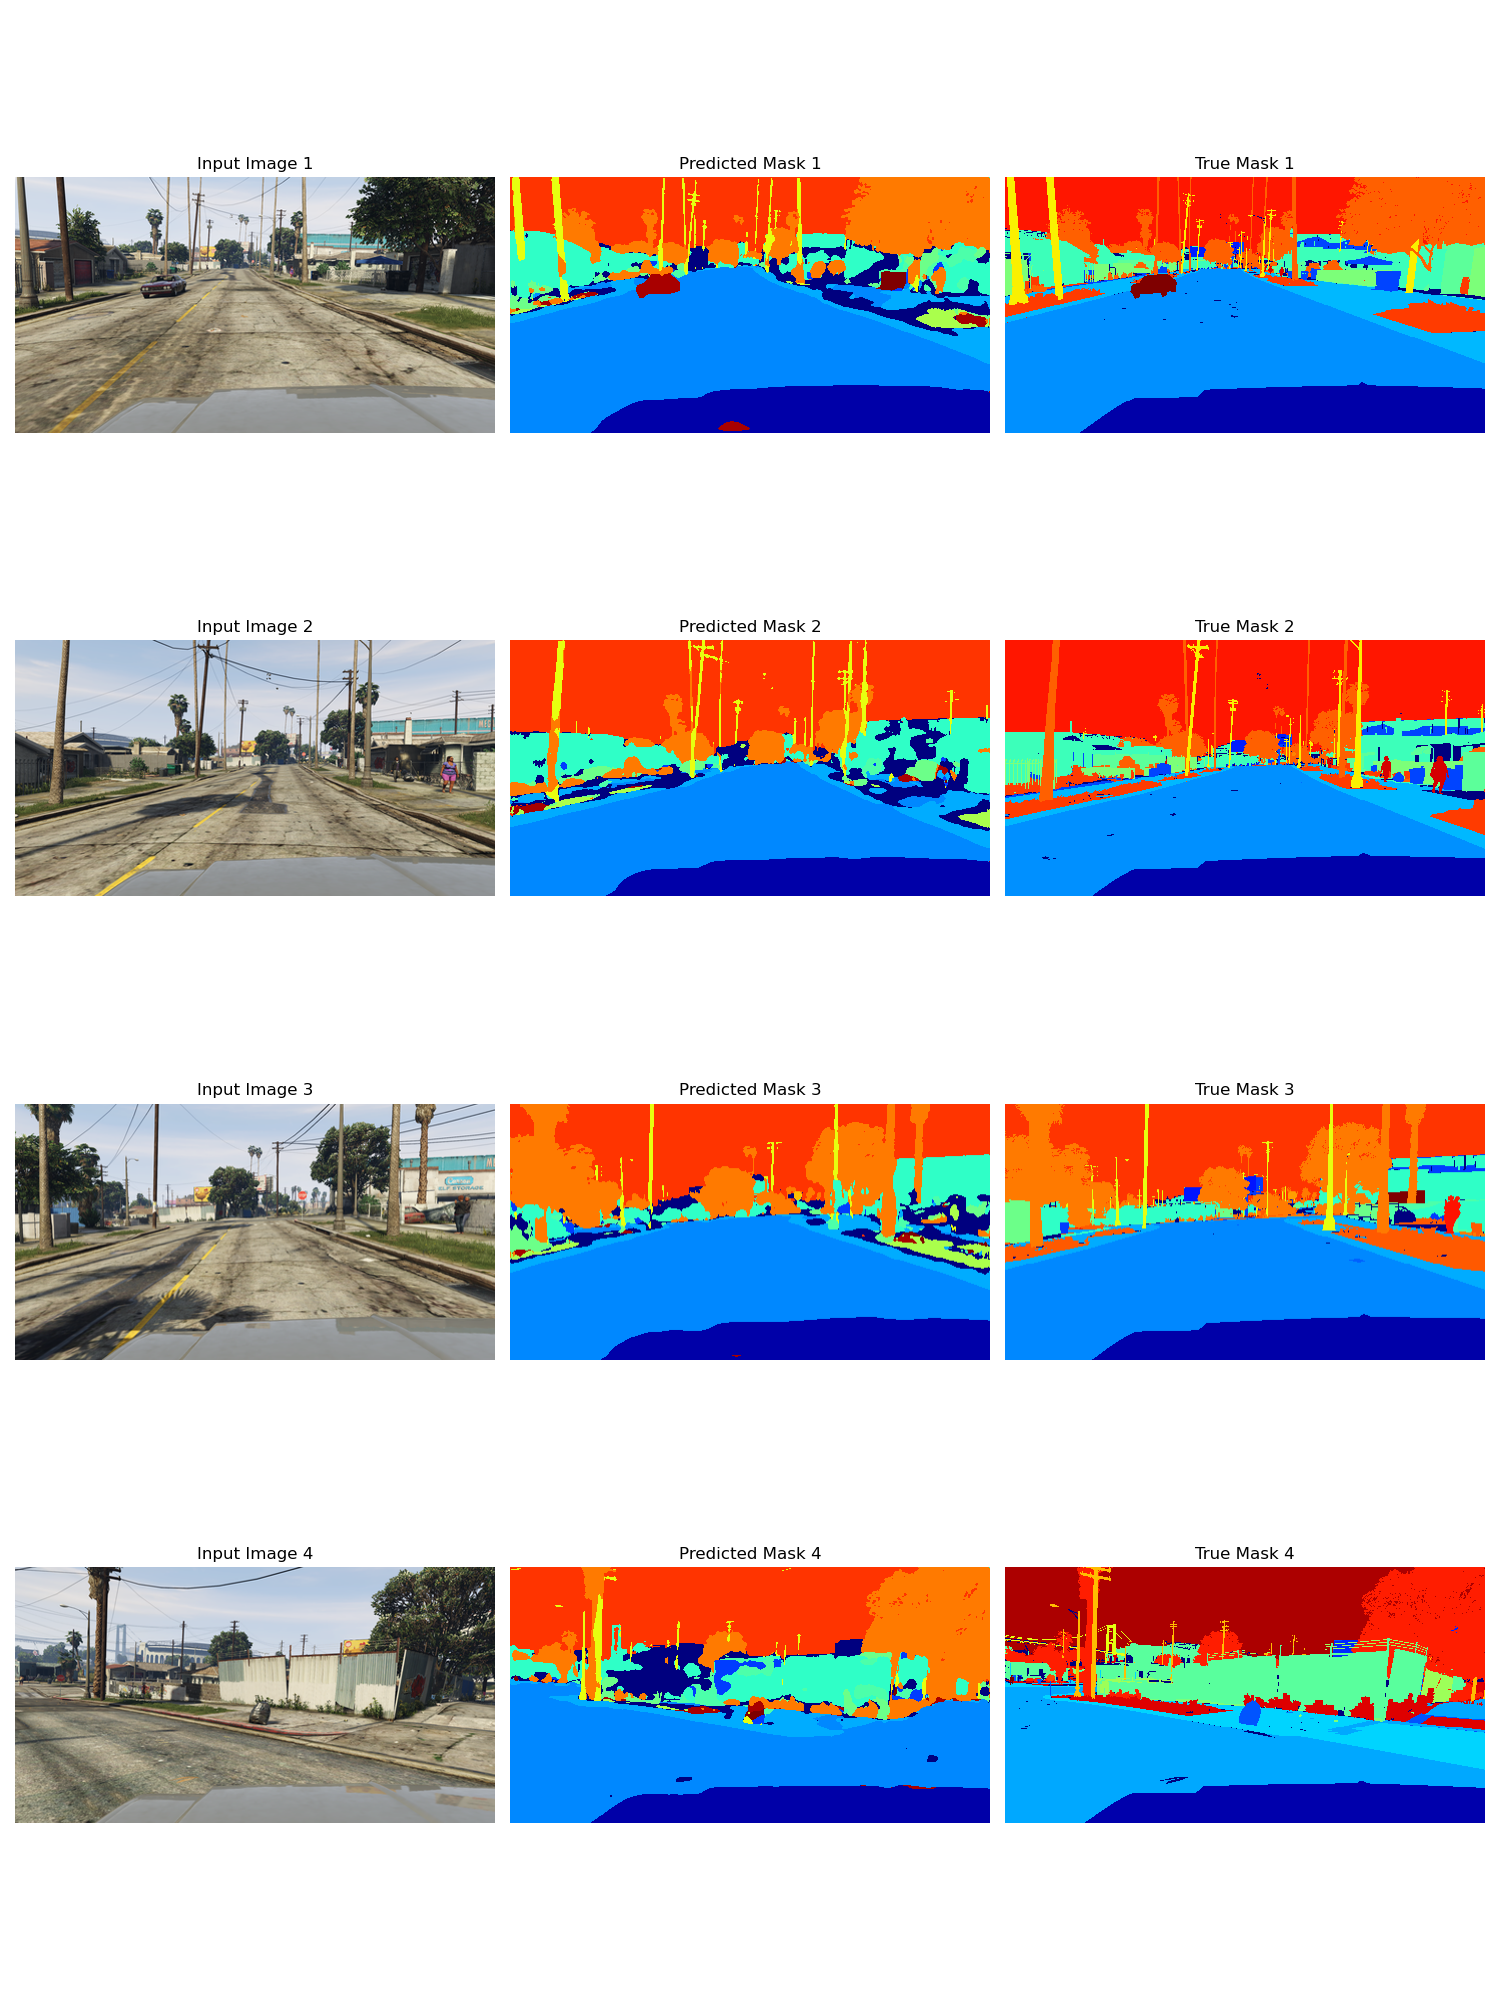 Input Image 1
Predicted Mask 1
True Mask 1
Input Image 2
Predicted Mask 2
True Mask 2
Input Image 3
Predicted Mask 3
True Mask 3
Input Image 4
Predicted Mask 4
True Mask 4